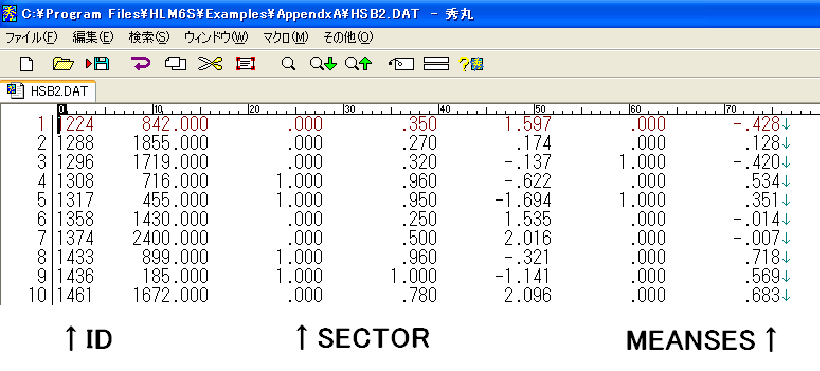 C:¥Program Files¥HLM6S¥Examples¥AppendxA¥HSB2.DAT - 秀丸
ファイル(F) 編集(E) 検索(S) ウィンドウ(W) マクロ(M) その他(O)
HSB2.DAT
0 10 20 30 40 50 60 70
1 1224 842.000 .000 .350 1.597 .000 -.428↓
2 1288 1855.000 .000 .270 .174 .000 .128↓
3 1296 1719.000 .000 .320 -.137 1.000 -.420↓
4 1308 716.000 1.000 .960 -.622 .000 .534↓
5 1317 455.000 1.000 .950 -1.694 1.000 .351↓
6 1358 1430.000 .000 .250 1.535 .000 -.014↓
7 1374 2400.000 .000 .500 2.016 .000 -.007↓
8 1433 899.000 1.000 .960 -.321 .000 .718↓
9 1436 185.000 1.000 1.000 -1.141 .000 .569↓
10 1461 1672.000 .000 .780 2.096 .000 .683↓
↑ ID ↑ SECTOR MEANSES ↑